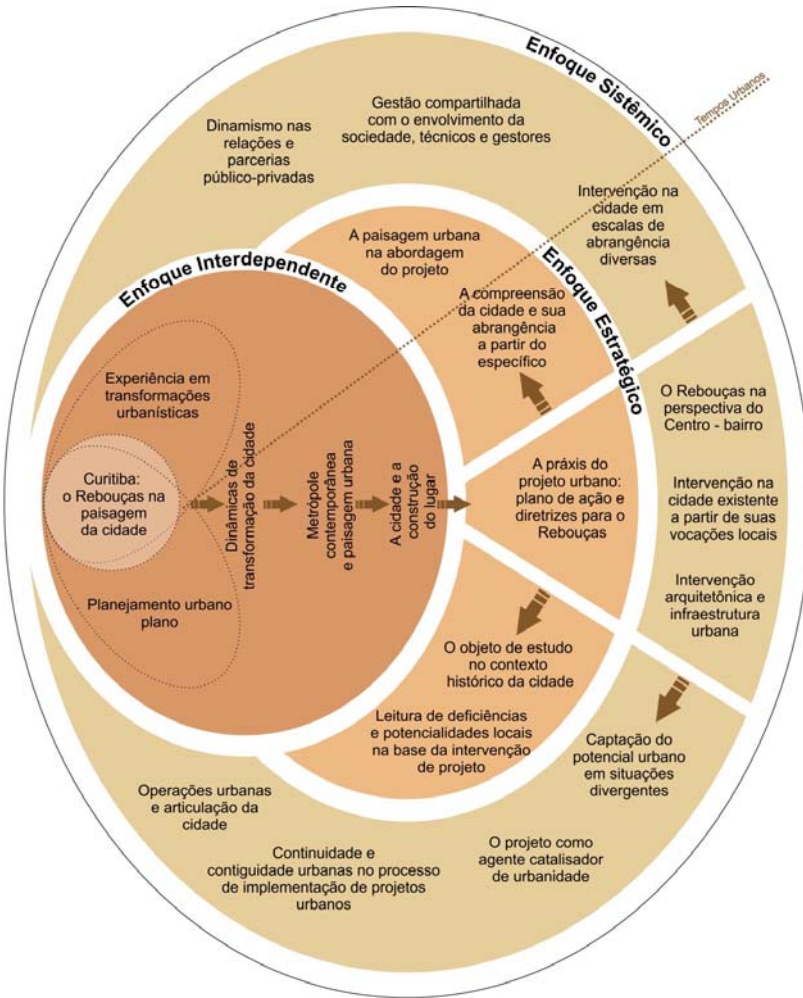 Enfoque Sistêmico
Tempos Urbanos
Gestão compartilhada
com o envolvimento da
sociedade, técnicos e gestores
Dinamismo nas
relações e
parcerias
público-privadas
Intervenção na
cidade em
escalas de
abrangência
diversas
Enfoque Interdependente
A paisagem urbana
na abordagem
do projeto
Enfoque Estratégico
A compreensão
da cidade e sua
abrangência
a partir do
específico
Experiência em
transformações
urbanísticas
Curitiba:
o Rebouças na
paisagem
da cidade
Planejamento urbano
plano
Dinâmicas de
transformação da cidade
Metrópole
contemporânea
e paisagem urbana
A cidade e a
construção
do lugar
A práxis do
projeto urbano:
plano de ação e
diretrizes para o
Rebouças
O Rebouças na
perspectiva do
Centro - bairro
Intervenção na
cidade existente
a partir de suas
vocações locais
Intervenção
arquitetônica e
infraestrutura
urbana
O objeto de estudo
no contexto
histórico da cidade
Leitura de deficiências
e potencialidades locais
na base da intervenção
de projeto
Captação do
potencial urbano
em situações
divergentes
Operações urbanas
e articulação da
cidade
Continuidade e
contiguidade urbanas no processo
de implementação de projetos
urbanos
O projeto como
agente catalisador
de urbanidade